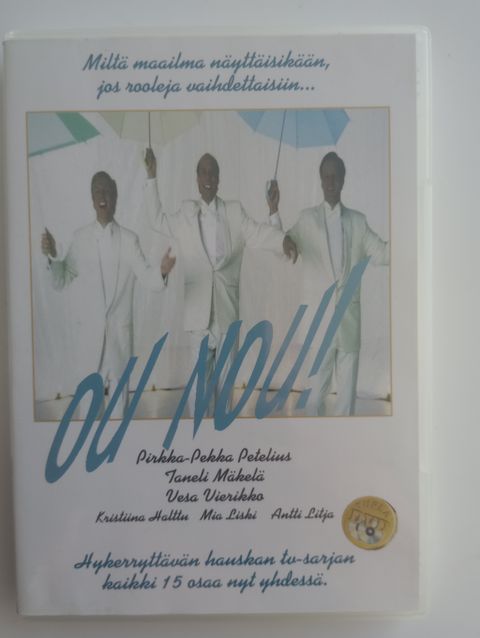 Miltä maailma näyttäisikään,
jos rooleja vaihdettaisiin...
OU NOU!
Pirkka-Pekka Petelius
Taneli Mäkelä
Vesa Vierikko
Kristiina Halttu Mia Liski Antti Litja
Hykerryttävän hauskan tv-sarjan
kaikki 15 osaa nyt yhdessä.